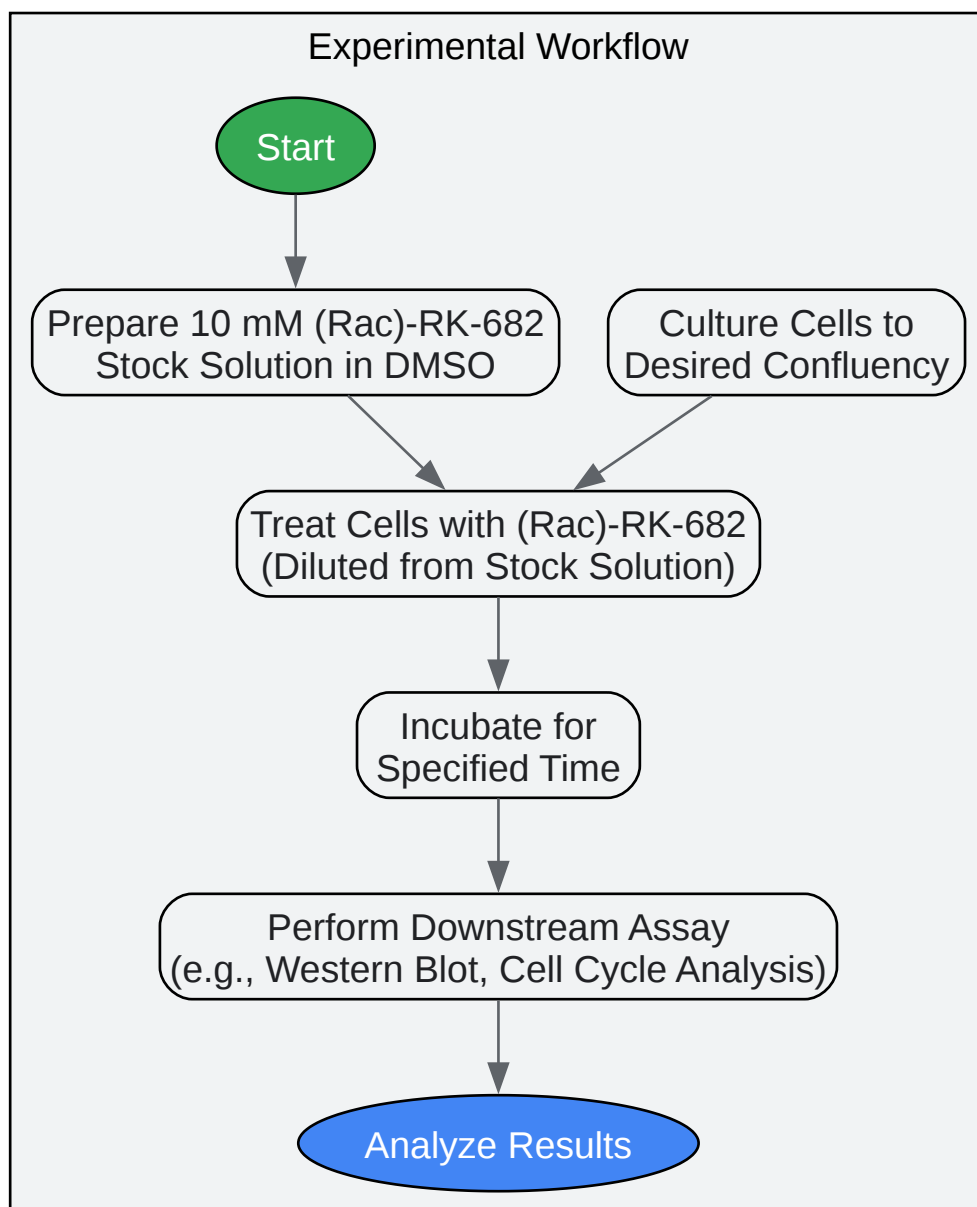 Experimental Workflow
Start
Prepare 10 mM (Rac)-RK-682
Stock Solution in DMSO
Culture Cells to
Desired Confluency
Treat Cells with (Rac)-RK-682
(Diluted from Stock Solution)
Incubate for
Specified Time
Perform Downstream Assay
(e.g., Western Blot, Cell Cycle Analysis)
Analyze Results